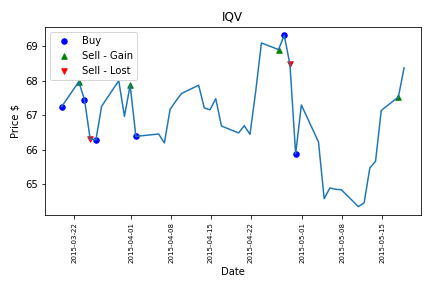 IQV
Buy
Sell - Gain
Sell - Lost
Price $
69
68
67
66
65
2015-03-22
2015-04-01
2015-04-08
2015-04-15
2015-04-22
2015-05-01
2015-05-08
2015-05-15
Date